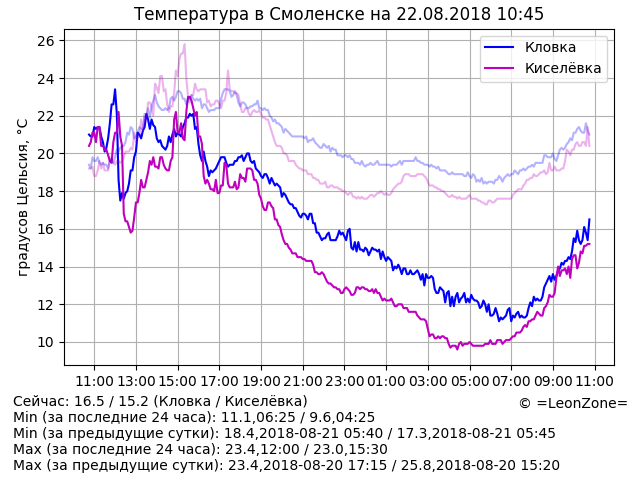 Температура в Смоленске на 22.08.2018 10:45
градусов Цельсия, °C
26
24
22
20
18
16
14
12
10
Кловка
Киселёвка
11:00 13:00 15:00 17:00 19:00 21:00 23:00 01:00 03:00 05:00 07:00 09:00 11:00
Сейчас: 16.5 / 15.2 (Кловка / Киселёвка)
© =LeonZone=
Min (за последние 24 часа): 11.1,06:25 / 9.6,04:25
Min (за предыдущие сутки): 18.4,2018-08-21 05:40 / 17.3,2018-08-21 05:45
Max (за последние 24 часа): 23.4,12:00 / 23.0,15:30
Max (за предыдущие сутки): 23.4,2018-08-20 17:15 / 25.8,2018-08-20 15:20